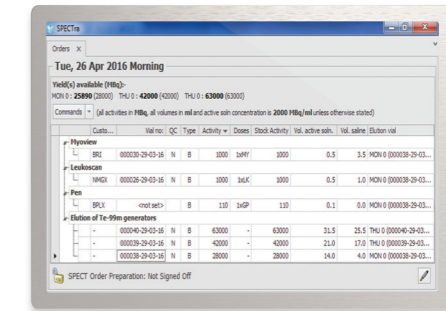 SPECTra
Orders x
Tue, 26 Apr 2016 Morning
Yield(s) available (MBq):-
MON 0 : 25890 (28000) THU 0 : 42000 (42000) THU 0 : 63000 (63000)
Commands (all activities in MBq, all volumes in ml and active soln concentration is 2000 MBq/ml unless otherwise stated)
Custo... Vial no: QC Type Activity Doses Stock Activity Vol. active soln. Vol. saline Elution vial
Myoview
BRI 000030-29-03-16 N B 1000 1xMY 1000 0.5 3.5 MON 0 (000038-29-03...
Leukoscan
NMGX 000026-29-03-16 N B 1000 1xLK 1000 0.5 1.0 MON 0 (000038-29-03...
Pen
BPLX <not set> B 110 1xGP 110 0.1 0.0 MON 0 (000038-29-03...
Elution of Te-99m generators
- 000040-29-03-16 N B 63000 - 63000 31.5 25.5 THU 0 (000040-29-03...
- 000039-29-03-16 N B 42000 - 42000 21.0 17.0 THU 0 (000039-29-03...
- 000038-29-03-16 N B 28000 - 28000 14.0 4.0 MON 0 (000038-29-03...
SPECT Order Preparation: Not Signed Off